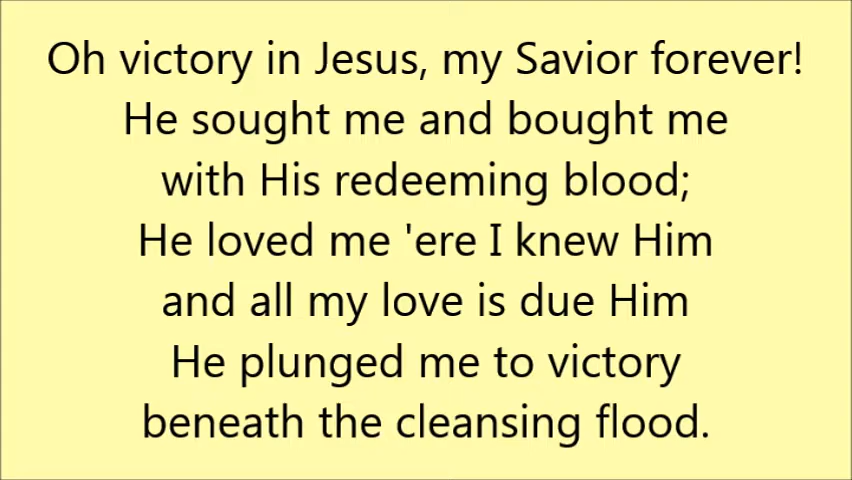 Oh victory in Jesus, my Savior forever!
He sought me and bought me
with His redeeming blood;
He loved me 'ere I knew Him
and all my love is due Him
He plunged me to victory
beneath the cleansing flood.